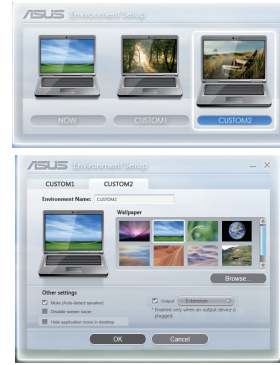 ASUS Environment Setup
NOW
CUSTOM1
CUSTOM2
ASUS Environment Setup
CUSTOM1
CUSTOM2
Environment Name: CUSTOM2
Wallpaper
Browse...
Other settings
Mute (Auto-detect speaker)
Disable screen saver
Hide application icons in desktop
Output
Extension
* Enabled only when an output device is plugged.
OK
Cancel